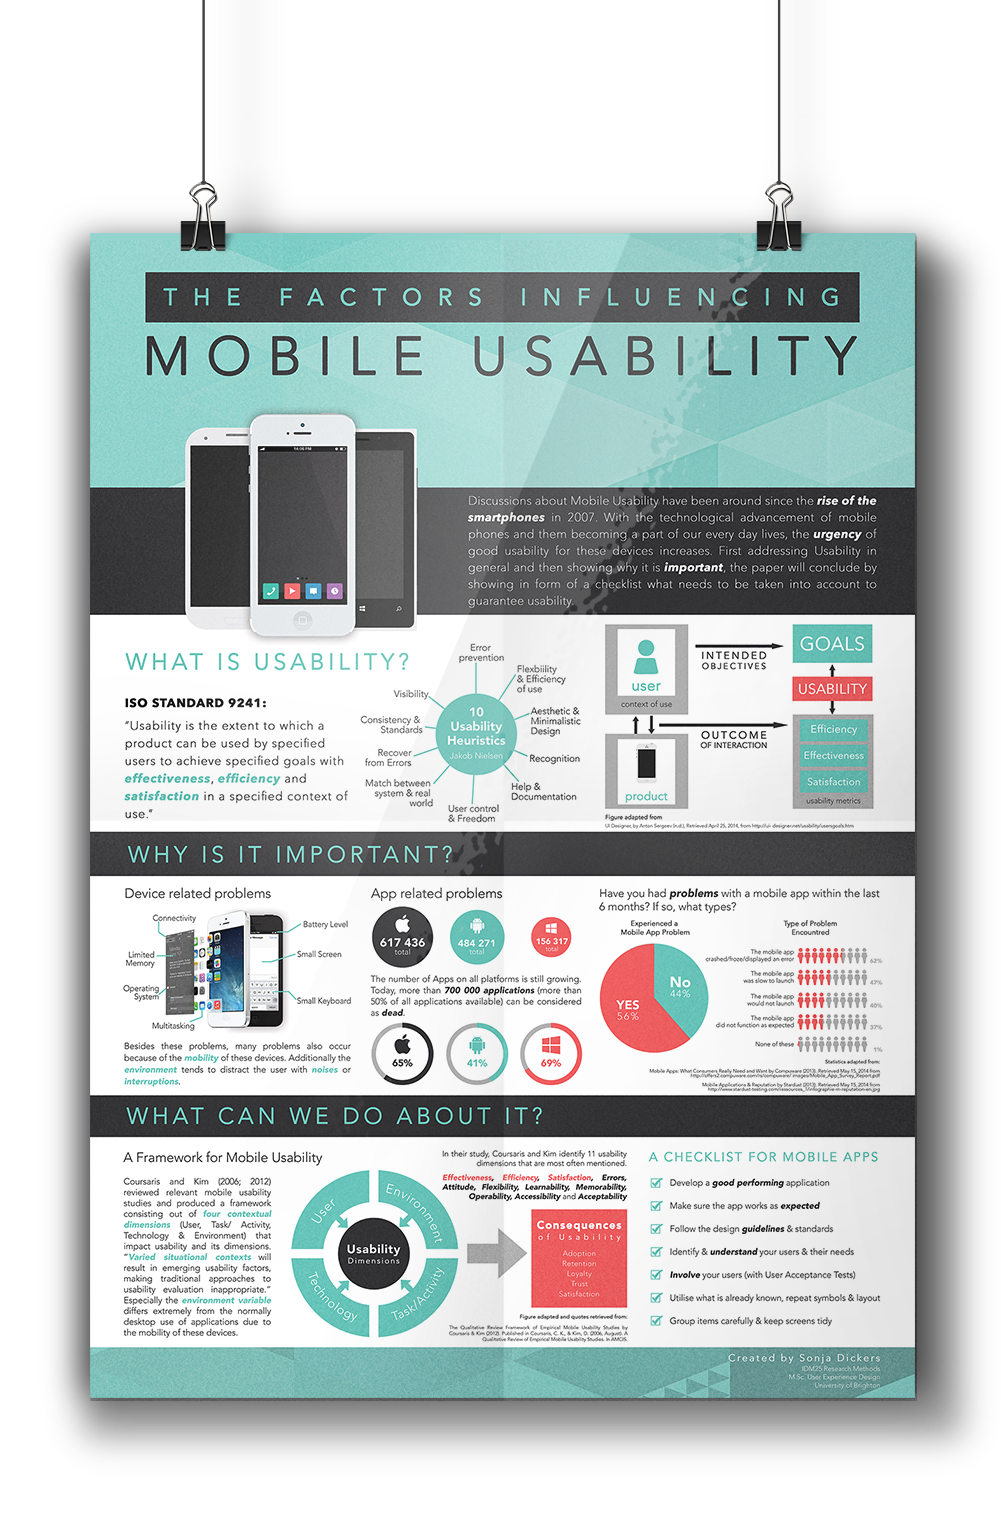 THE FACTORS INFLUENCING
MOBILE USABILITY
14:06 PM
Discussions about Mobile Usability have been around since the rise of the
smartphones in 2007. With the technological advancement of mobile
phones and them becoming a part of our every day lives, the urgency of
good usability for these devices increases. First addressing Usability in
general and then showing why it is important, the paper will conclude by
showing in form of a checklist what needs to be taken into account to
guarantee usability.
WHAT IS USABILITY?
ISO STANDARD 9241:
"Usability is the extent to which a
product can be used by specified
users to achieve specified goals with
effectiveness, efficiency and
satisfaction in a specified context of
use."
10
Usability
Heuristics
Jakob Nielsen
Error
prevention
Flexbiility
& Efficiency
of use
Aesthetic &
Minimalistic
Design
Recognition
Help &
Documentation
User control
& Freedom
Match between
system & real
world
Recover
from Errors
Consistency &
Standards
Visibility
user
context of use
product
INTENDED
OBJECTIVES
OUTCOME
OF INTERACTION
GOALS
USABILITY
Efficiency
Effectiveness
Satisfaction
usability metrics
Figure adapted from
UI Designer, by Anton Sergeev (n.d.), Retrieved April 25, 2014, from http://ui-designer.net/usability/usersgoals.htm
WHY IS IT IMPORTANT?
Device related problems
Connectivity
Limited
Memory
Operating
System
Multitasking
Battery Level
Small Screen
Small Keyboard
Besides these problems, many problems also occur
because of the mobility of these devices. Additionally the
environment tends to distract the user with noises or
interruptions.
App related problems
617 436
total
484 271
total
156 317
total
The number of Apps on all platforms is still growing.
Today, more than 700 000 applications (more than
50% of all applications available) can be considered
as dead.
65%
41%
69%
Have you had problems with a mobile app within the last
6 months? If so, what types?
Experienced a
Mobile App Problem
YES
56%
No
44%
Type of Problem
Encountred
The mobile app
crashed/froze/displayed an error
62%
The mobile app
was slow to launch
47%
The mobile app
would not launch
40%
The mobile app
did not function as expected
37%
None of these
1%
Statistics adapted from:
Mobile Apps: What Consumers Really Need and Want by Compuware (2013). Retrieved May 15, 2014 from
Mobile Applications & Reputation by Stardust (2013). Retrieved May 15, 2014 from
WHAT CAN WE DO ABOUT IT?
A Framework for Mobile Usability
Coursaris and Kim (2006; 2012)
reviewed relevant mobile usability
studies and produced a framework
consisting out of four contextual
dimensions (User, Task/ Activity,
Technology & Environment) that
impact usability and its dimensions.
"Varied situational contexts will
result in emerging usability factors,
making traditional approaches to
usability evaluation inappropriate."
Especially the environment variable
differs extremely from the normally
desktop use of applications due to
the mobility of these devices.
User
Environment
Technology
Task/Activity
Usability
Dimensions
In their study, Coursaris and Kim identify 11 usability
dimensions that are most often mentioned.
Effectiveness, Efficiency, Satisfaction, Errors,
Attitude, Flexibility, Learnability, Memorability,
Operability, Accessibility and Acceptability
Consequences
of Usability
Adoption
Retention
Loyalty
Trust
Satisfaction
Figure adapted and quotes retrieved from:
The Qualitative Review Framework of Empirical Mobile Usability Studies by
Coursaris & Kim (2012). Published in Coursaris, C. K., & Kim, D. (2006, August). A
Qualitative Review of Empirical Mobile Usability Studies. In AMCIS.
A CHECKLIST FOR MOBILE APPS
Develop a good performing application
Make sure the app works as expected
Follow the design guidelines & standards
Identify & understand your users & their needs
Involve your users (with User Acceptance Tests)
Utilise what is already known, repeat symbols & layout
Group items carefully & keep screens tidy
Created by Sonja Dickers
IDM25 Research Methods
M.Sc. User Experience Design
University of Brighton